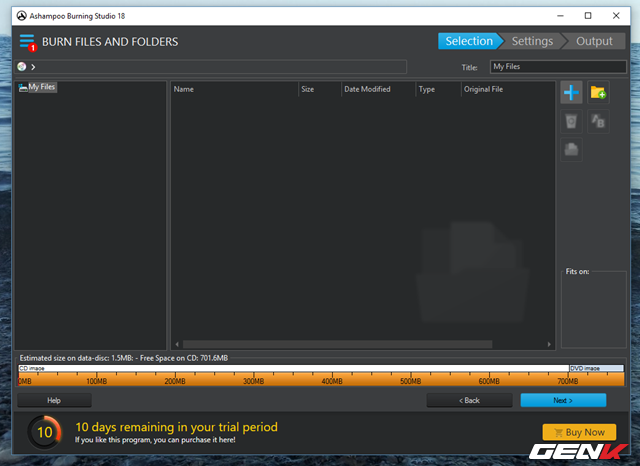 Ashampoo Burning Studio 18
1
BURN FILES AND FOLDERS
Selection
Settings
Output
Title:
My Files
My Files
Name
Size
Date Modified
Type
Original File
Fits on:
Estimated size on data-disc: 1.5MB: - Free Space on CD: 701.6MB
CD image
DVD image
0MB
100MB
200MB
300MB
400MB
500MB
600MB
700MB
Help
< Back
Next >
10
10 days remaining in your trial period
If you like this program, you can purchase it here!
Buy Now
GENK